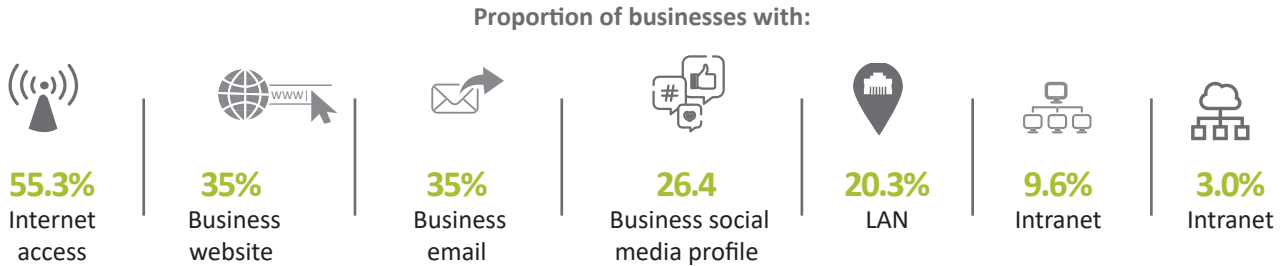 Proportion of businesses with:
www
#
55.3%
Internet
access
35%
Business
website
35%
Business
email
26.4
Business social
media profile
20.3%
LAN
9.6%
Intranet
3.0%
Intranet